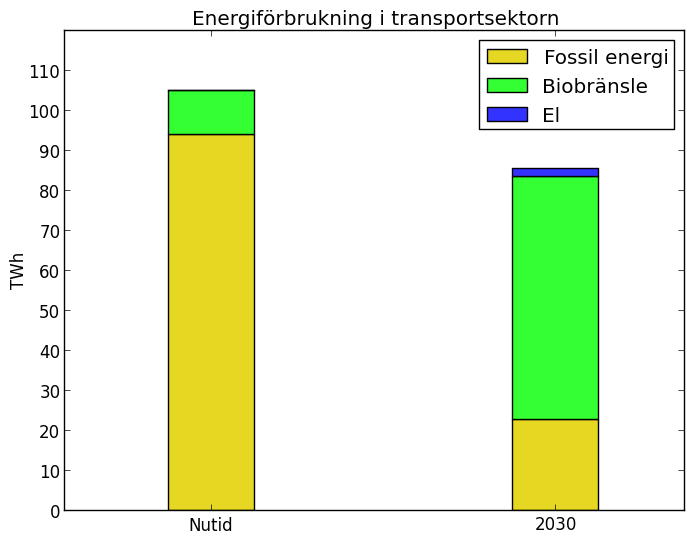 Energiförbrukning i transportsektorn
Fossil energi
Biobränsle
El
TWh
110
100
90
80
70
60
50
40
30
20
10
0
Nutid
2030